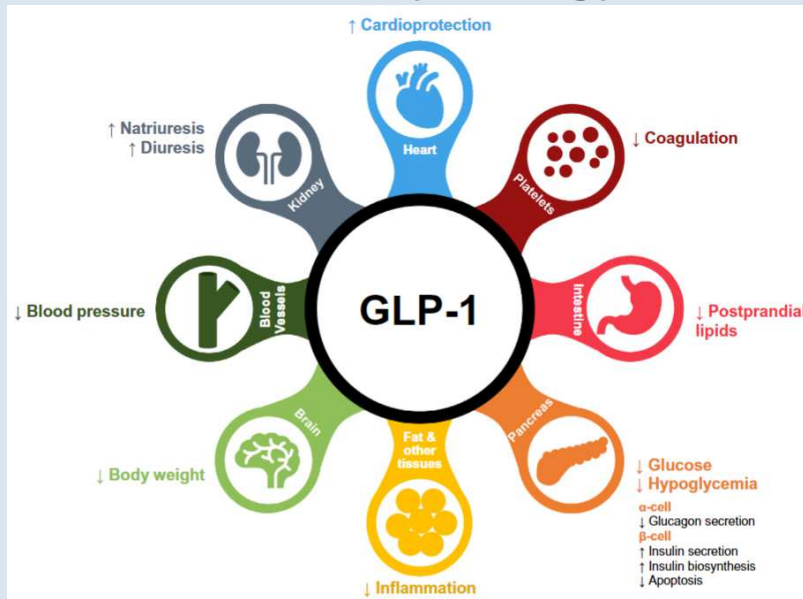 ↑ Cardioprotection
Heart
↓ Coagulation
Platelets
Intestine
↓ Postprandial
lipids
Pancreas
↓ Glucose
↓ Hypoglycemia
α-cell
↓ Glucagon secretion
β-cell
↑ Insulin secretion
↑ Insulin biosynthesis
↓ Apoptosis
Fat &
other
tissues
↓ Inflammation
Brain
↓ Body weight
Blood
Vessels
↓ Blood pressure
Kidney
↑ Natriuresis
↑ Diuresis
GLP-1